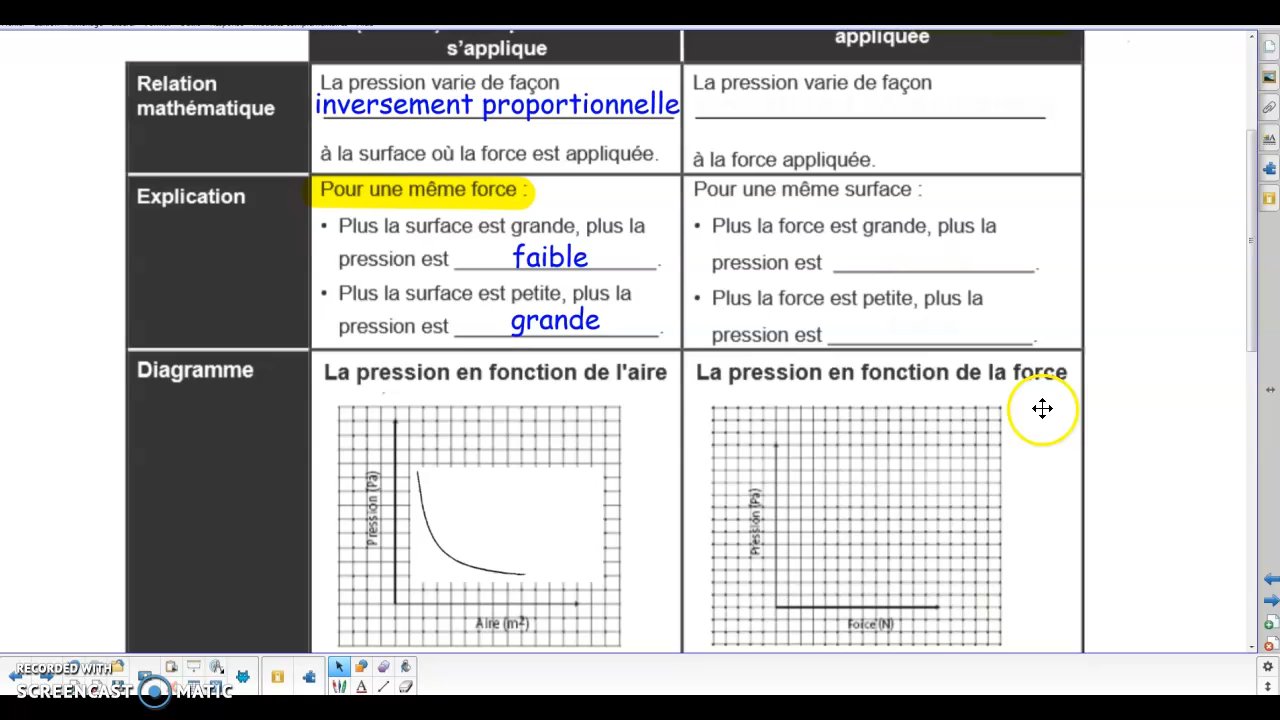 s'applique
appliquée
Relation
mathématique
La pression varie de façon
inversement proportionnelle
à la surface où la force est appliquée.
La pression varie de façon
à la force appliquée.
Explication
Pour une même force :
• Plus la surface est grande, plus la
pression est faible.
• Plus la surface est petite, plus la
pression est grande.
Pour une même surface :
• Plus la force est grande, plus la
pression est ____.
• Plus la force est petite, plus la
pression est ____.
Diagramme
La pression en fonction de l'aire
Pression (Pa)
Aire (m²)
La pression en fonction de la force
Pression (Pa)
Force (N)
RECORDED WITH
SCREENCAST MATIC